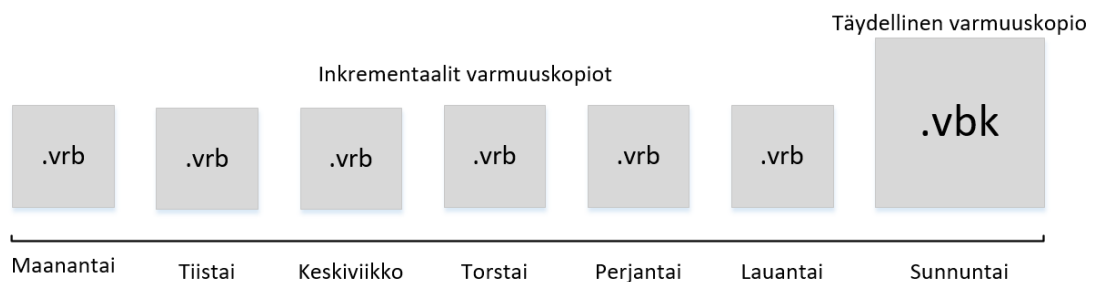 Täydellinen varmuuskopio
Inkrementaalit varmuuskopiot
.vrb .vrb .vrb .vrb .vrb .vrb .vbk
Maanantai Tiistai Keskiviikko Torstai Perjantai Lauantai Sunnuntai